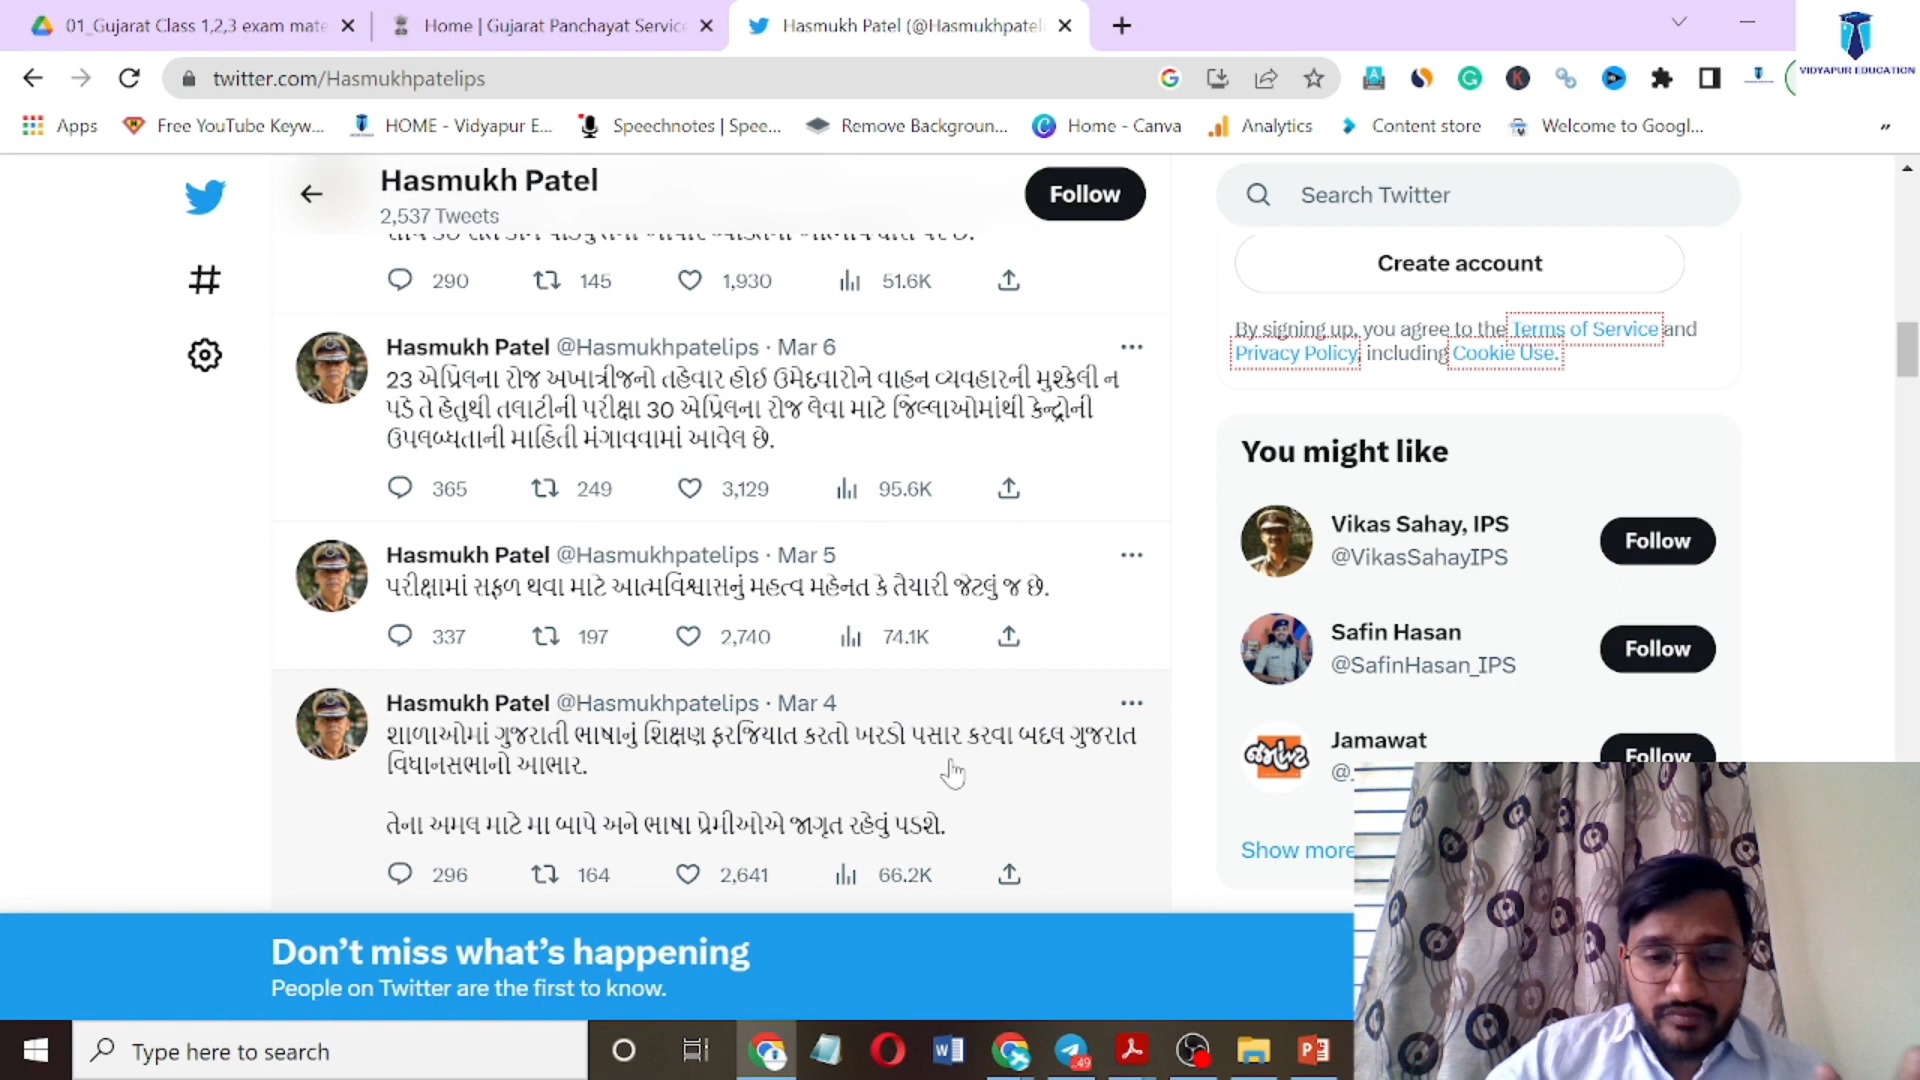 01_Gujarat Class 1,2,3 exam mate
Home | Gujarat Panchayat Service
Hasmukh Patel (@Hasmukhpateli
VIDYAPUR EDUCATION
twitter.com/Hasmukhpatelips
Apps
Free YouTube Keyw...
HOME - Vidyapur E...
Speechnotes | Spee...
Remove Backgroun...
Home - Canva
Analytics
Content store
Welcome to Googl...
Hasmukh Patel
2,537 Tweets
Follow
290 145 1,930 51.6K
Hasmukh Patel @Hasmukhpatelips · Mar 6
23 એપ્રિલના રોજ અખાત્રીજનો તહેવાર હોઈ ઉમેદવારોને વાહન વ્યવહારની મુશ્કેલી ન
પડે તે હેતુથી તલાટીની પરીક્ષા 30 એપ્રિલના રોજ લેવા માટે જિલ્લાઓમાંથી કેન્દ્રોની
ઉપલબ્ધતાની માહિતી મંગાવવામાં આવેલ છે.
365 249 3,129 95.6K
Hasmukh Patel @Hasmukhpatelips · Mar 5
પરીક્ષામાં સફળ થવા માટે આત્મવિશ્વાસનું મહત્વ મહેનત કે તૈયારી જેટલું જ છે.
337 197 2,740 74.1K
Hasmukh Patel @Hasmukhpatelips · Mar 4
શાળાઓમાં ગુજરાતી ભાષાનું શિક્ષણ ફરજિયાત કરતો ખરડો પસાર કરવા બદલ ગુજરાત
વિધાનસભાનો આભાર.
તેના અમલ માટે મા બાપે અને ભાષા પ્રેમીઓએ જાગૃત રહેવું પડશે.
296 164 2,641 66.2K
Search Twitter
Create account
By signing up, you agree to the Terms of Service and
Privacy Policy, including Cookie Use.
You might like
Vikas Sahay, IPS
@VikasSahayIPS
Follow
Safin Hasan
@SafinHasan_IPS
Follow
Jamawat
@J
Follow
Show more
Don’t miss what’s happening
People on Twitter are the first to know.
Type here to search
49